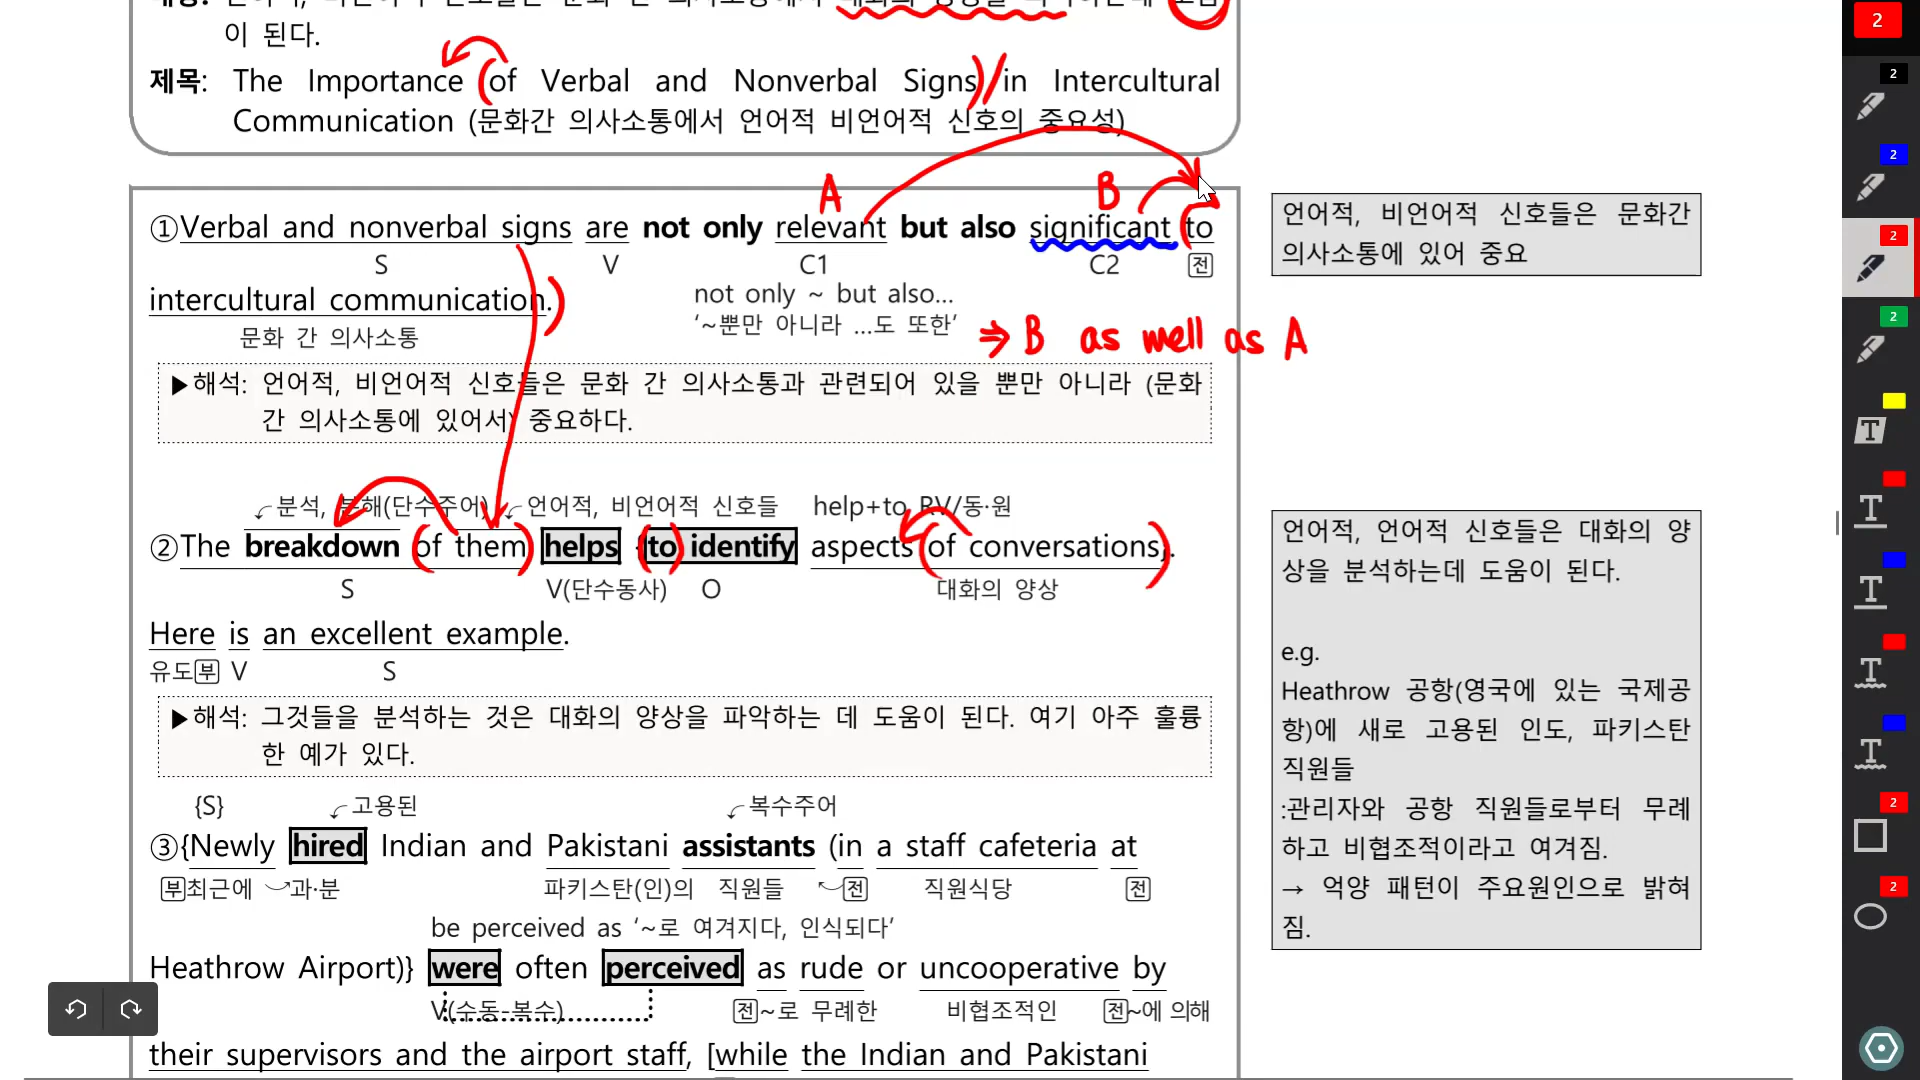 이 된다.
제목: The Importance (of Verbal and Nonverbal Signs)/in Intercultural
Communication (문화간 의사소통에서 언어적 비언어적 신호의 중요성)
A B
①Verbal and nonverbal signs are not only relevant but also significant to
S V C1 C2 전
intercultural communication.)
not only ~ but also...
문화 간 의사소통
'~뿐만 아니라 ...도 또한'
⇒ B as well as A
▶해석: 언어적, 비언어적 신호들은 문화 간 의사소통과 관련되어 있을 뿐만 아니라 (문화
간 의사소통에 있어서) 중요하다.
분석, 분해(단수주어) 언어적, 비언어적 신호들 help+to RV/동·원
②The breakdown (of them) helps {(to) identify aspects (of conversations}.
S V(단수동사) O 대화의 양상
Here is an excellent example.
유도부 V S
▶해석: 그것들을 분석하는 것은 대화의 양상을 파악하는 데 도움이 된다. 여기 아주 훌륭
한 예가 있다.
{S} 고용된 복수주어
③{Newly hired Indian and Pakistani assistants (in a staff cafeteria at
부최근에 과·분 파키스탄(인)의 직원들 전 직원식당 전
be perceived as '~로 여겨지다, 인식되다'
Heathrow Airport)} were often perceived as rude or uncooperative by
V(수동-복수) 전~로 무례한 비협조적인 전~에 의해
their supervisors and the airport staff, [while the Indian and Pakistani
언어적, 비언어적 신호들은 문화간
의사소통에 있어 중요
언어적, 언어적 신호들은 대화의 양
상을 분석하는데 도움이 된다.
e.g.
Heathrow 공항(영국에 있는 국제공
항)에 새로 고용된 인도, 파키스탄
직원들
:관리자와 공항 직원들로부터 무례
하고 비협조적이라고 여겨짐.
→ 억양 패턴이 주요원인으로 밝혀
짐.
2
2
2
2
2
T
T
T
T
T
2
2